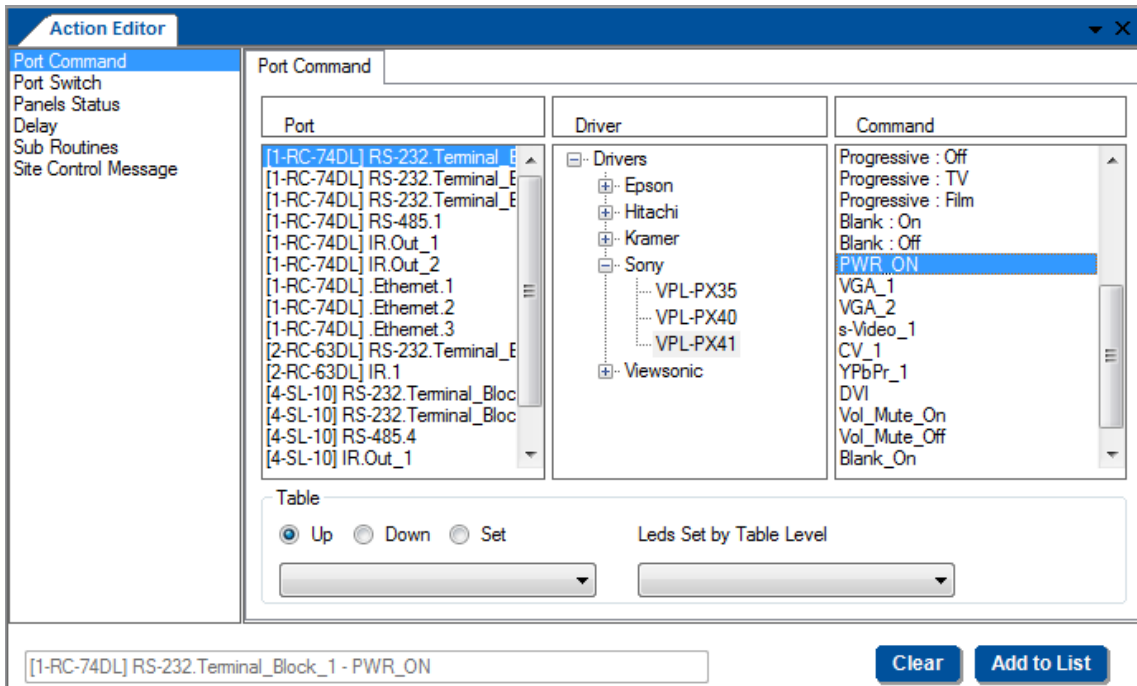 Action Editor
Port Command
Port Switch
Panels Status
Delay
Sub Routines
Site Control Message
Port Command
Port
[1-RC-74DL] RS-232.Terminal_B
[1-RC-74DL] RS-232.Terminal_E
[1-RC-74DL] RS-232.Terminal_E
[1-RC-74DL] RS-485.1
[1-RC-74DL] IR.Out_1
[1-RC-74DL] IR.Out_2
[1-RC-74DL] .Ethernet.1
[1-RC-74DL] .Ethernet.2
[1-RC-74DL] .Ethernet.3
[2-RC-63DL] RS-232.Terminal_E
[2-RC-63DL] IR.1
[4-SL-10] RS-232.Terminal_Bloc
[4-SL-10] RS-232.Terminal_Bloc
[4-SL-10] RS-485.4
[4-SL-10] IR.Out_1
Driver
Drivers
Epson
Hitachi
Kramer
Sony
VPL-PX35
VPL-PX40
VPL-PX41
Viewsonic
Command
Progressive : Off
Progressive : TV
Progressive : Film
Blank : On
Blank : Off
PWR_ON
VGA_1
VGA_2
s-Video_1
CV_1
YPbPr_1
DVI
Vol_Mute_On
Vol_Mute_Off
Blank_On
Table
Up Down Set
Leds Set by Table Level
[1-RC-74DL] RS-232.Terminal_Block_1 - PWR_ON
Clear
Add to List